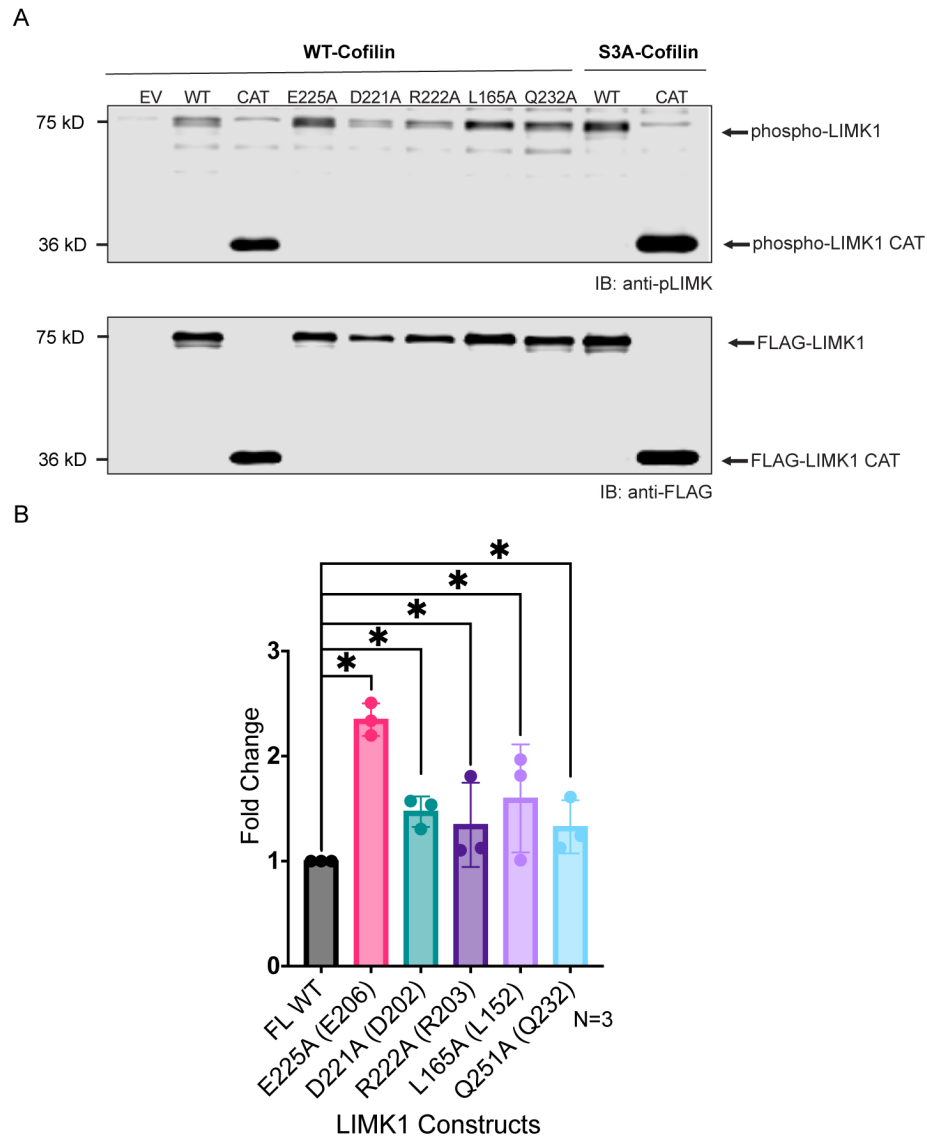 A
WT-Cofilin S3A-Cofilin
EV WT CAT E225A D221A R222A L165A Q232A WT CAT
75 kD
phospho-LIMK1
36 kD
phospho-LIMK1 CAT
IB: anti-pLIMK
75 kD
FLAG-LIMK1
36 kD
FLAG-LIMK1 CAT
IB: anti-FLAG
B
*
*
*
*
*
3
2
1
0
Fold Change
FL WT
E225A (E206)
D221A (D202)
R222A (R203)
L165A (L152)
Q251A (Q232)
N=3
LIMK1 Constructs